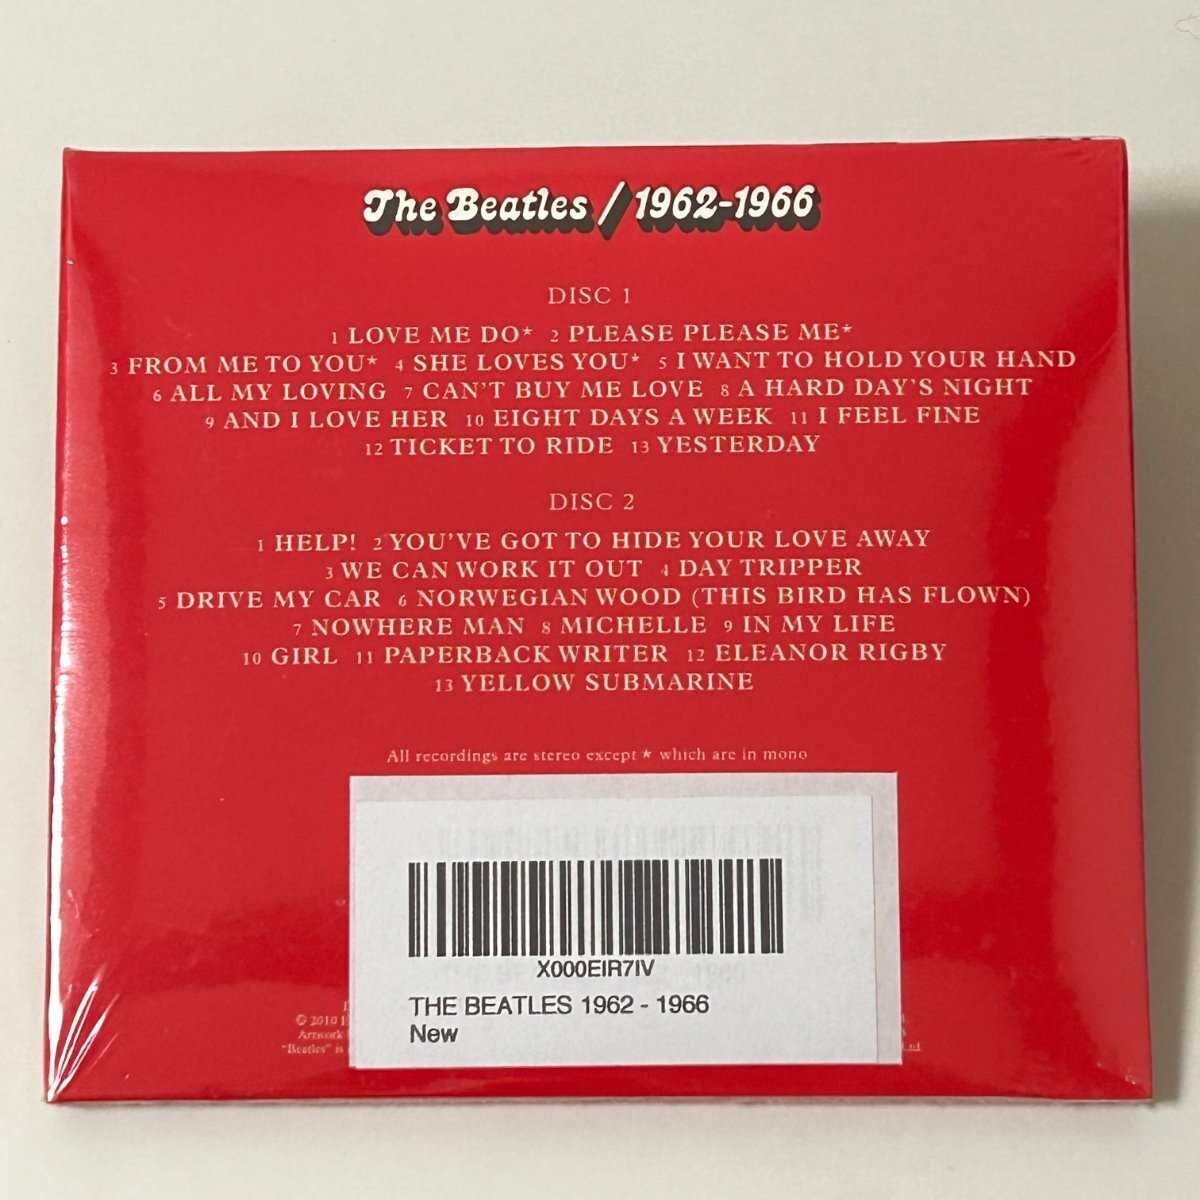 The Beatles / 1962-1966
DISC 1
1 LOVE ME DO* 2 PLEASE PLEASE ME*
3 FROM ME TO YOU* 4 SHE LOVES YOU* 5 I WANT TO HOLD YOUR HAND
6 ALL MY LOVING 7 CAN'T BUY ME LOVE 8 A HARD DAY'S NIGHT
9 AND I LOVE HER 10 EIGHT DAYS A WEEK 11 I FEEL FINE
12 TICKET TO RIDE 13 YESTERDAY
DISC 2
1 HELP! 2 YOU'VE GOT TO HIDE YOUR LOVE AWAY
3 WE CAN WORK IT OUT 4 DAY TRIPPER
5 DRIVE MY CAR 6 NORWEGIAN WOOD (THIS BIRD HAS FLOWN)
7 NOWHERE MAN 8 MICHELLE 9 IN MY LIFE
10 GIRL 11 PAPERBACK WRITER 12 ELEANOR RIGBY
13 YELLOW SUBMARINE
All recordings are stereo except * which are in mono
X000EIR7IV
THE BEATLES 1962 - 1966
New
© 2010
Artwork
"Beatles" is
Ltd